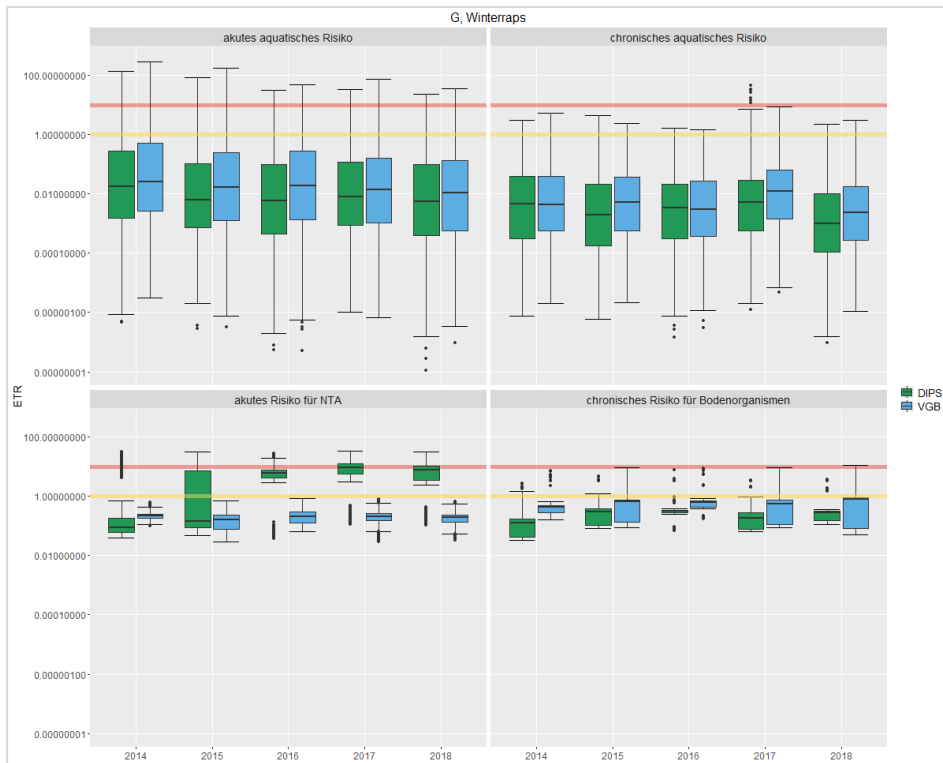 G, Winterraps
akutes aquatisches Risiko
chronisches aquatisches Risiko
100.00000000
1.00000000
0.01000000
0.00010000
0.00000100
0.00000001
ETR
DIPS
VGB
akutes Risiko für NTA
chronisches Risiko für Bodenorganismen
100.00000000
1.00000000
0.01000000
0.00010000
0.00000100
0.00000001
2014 2015 2016 2017 2018
2014 2015 2016 2017 2018